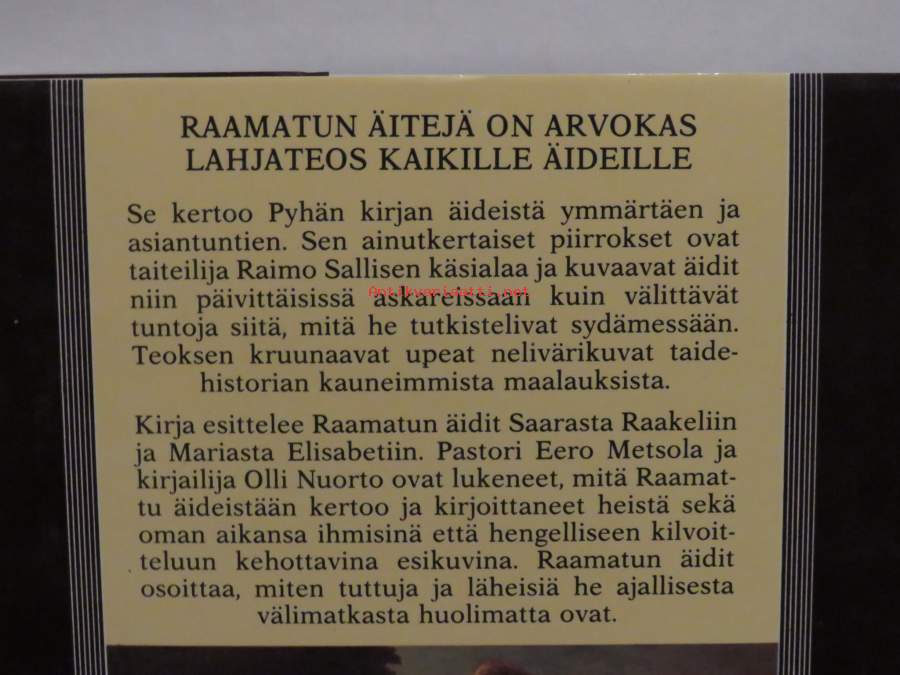 RAAMATUN ÄITEJÄ ON ARVOKAS
LAHJATEOS KAIKILLE ÄIDEILLE
Se kertoo Pyhän kirjan äideistä ymmärtäen ja
asiantuntien. Sen ainutkertaiset piirrokset ovat
taiteilija Raimo Sallisen käsialaa ja kuvaavat äidit
Antikvariaatti.net
niin päivittäisissä askareissaan kuin välittävät
tuntoja siitä, mitä he tutkistelivat sydämessään.
Teoksen kruunaavat upeat nelivärikuvat taide-
historian kauneimmista maalauksista.
Kirja esittelee Raamatun äidit Saarasta Raakeliin
ja Mariasta Elisabetiin. Pastori Eero Metsola ja
kirjailija Olli Nuorto ovat lukeneet, mitä Raamat-
tu äideistään kertoo ja kirjoittaneet heistä sekä
oman aikansa ihmisinä että hengelliseen kilvoit-
teluun kehottavina esikuvina. Raamatun äidit
osoittaa, miten tuttuja ja läheisiä he ajallisesta
välimatkasta huolimatta ovat.